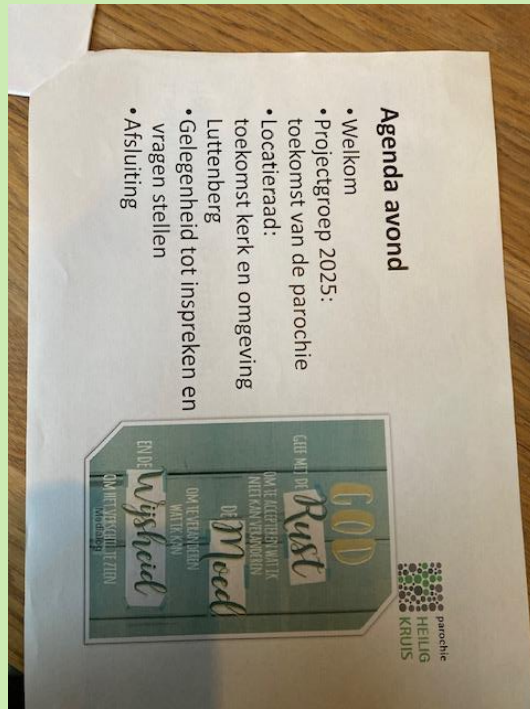 Agenda avond
• Welkom
• Projectgroep 2025:
toekomst van de parochie
• Locatieraad:
toekomst kerk en omgeving
Luttenberg
• Gelegenheid tot inspreken en
vragen stellen
• Afsluiting
parochie
HEILIG
KRUIS
GOD
GEEF MIJ DE
Rust
OM TE ACCEPTEREN WAT IK
NIET KAN VERANDEREN
DE
Moed
OM TE VERANDEREN
WAT IK KAN
EN DE
Wijsheid
OM HET VERSCHIL TE ZIEN